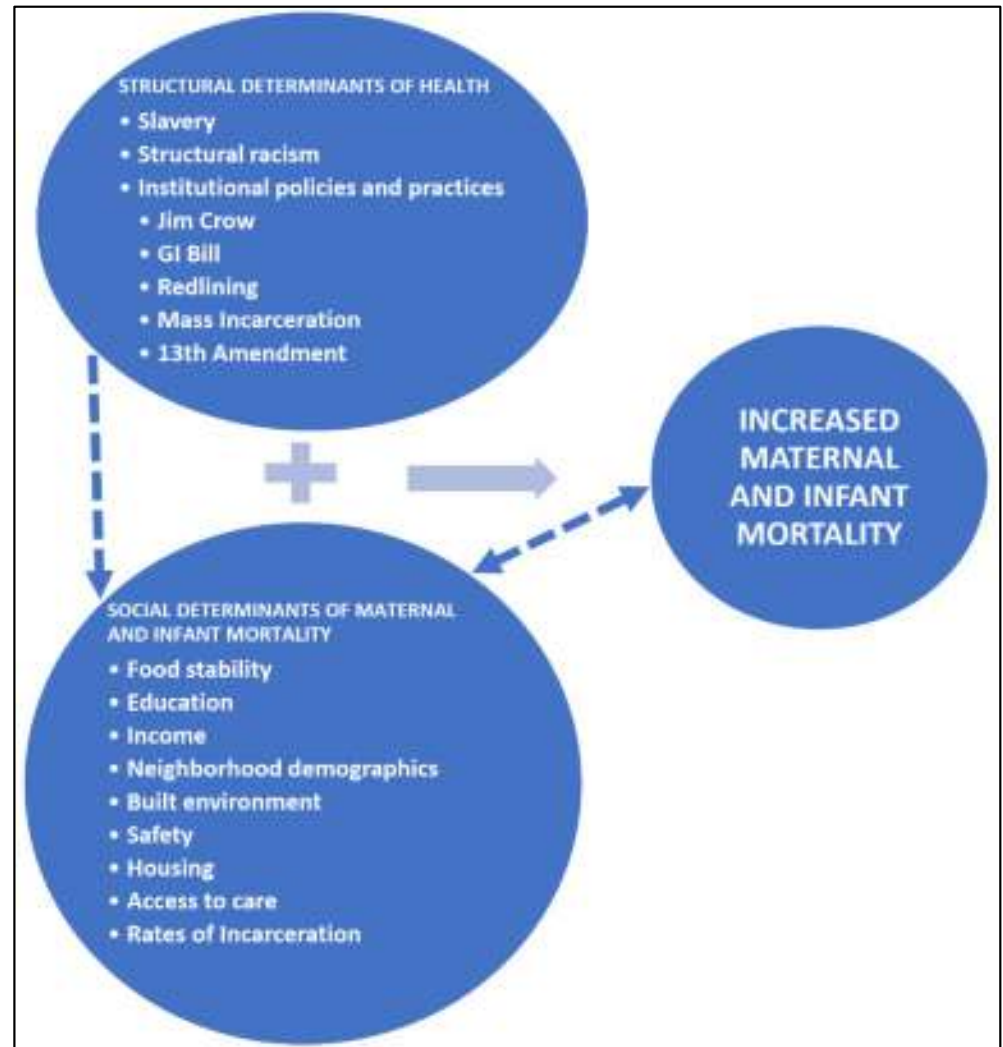 STRUCTURAL DETERMINANTS OF HEALTH
• Slavery
• Structural racism
• Institutional policies and practices
• Jim Crow
• GI Bill
• Redlining
• Mass Incarceration
• 13th Amendment
INCREASED
MATERNAL
AND INFANT
MORTALITY
SOCIAL DETERMINANTS OF MATERNAL
AND INFANT MORTALITY
• Food stability
• Education
• Income
• Neighborhood demographics
• Built environment
• Safety
• Housing
• Access to care
• Rates of Incarceration